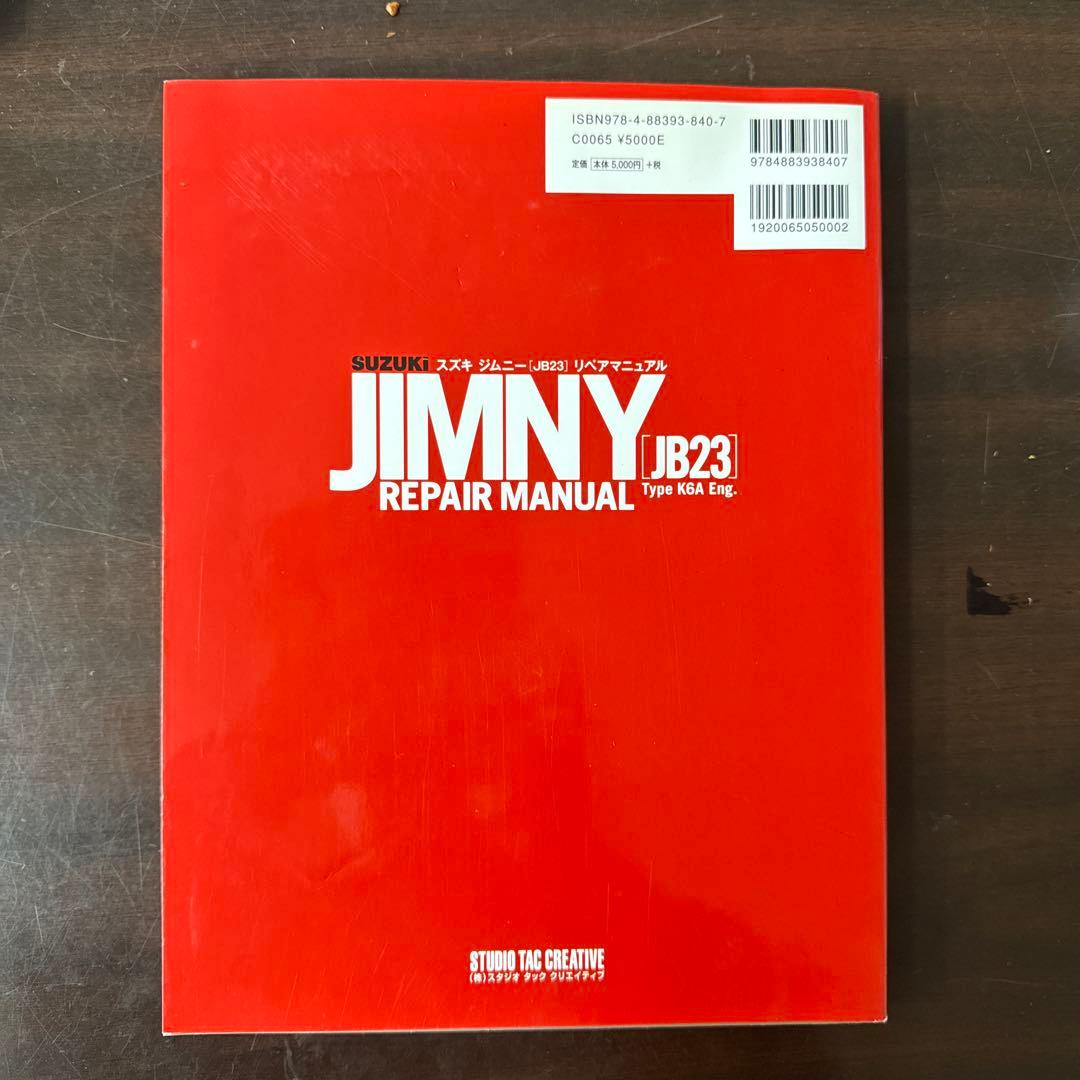 ISBN978-4-88393-840-7
C0065 ¥5000E
定価 本体 5,000円 +税
9784883938407
1920065050002
SUZUKi スズキ ジムニー[JB23] リペアマニュアル
JIMNY [JB23]
REPAIR MANUAL Type K6A Eng.
STUDIO TAC CREATIVE
(株)スタジオ タック クリエイティブ